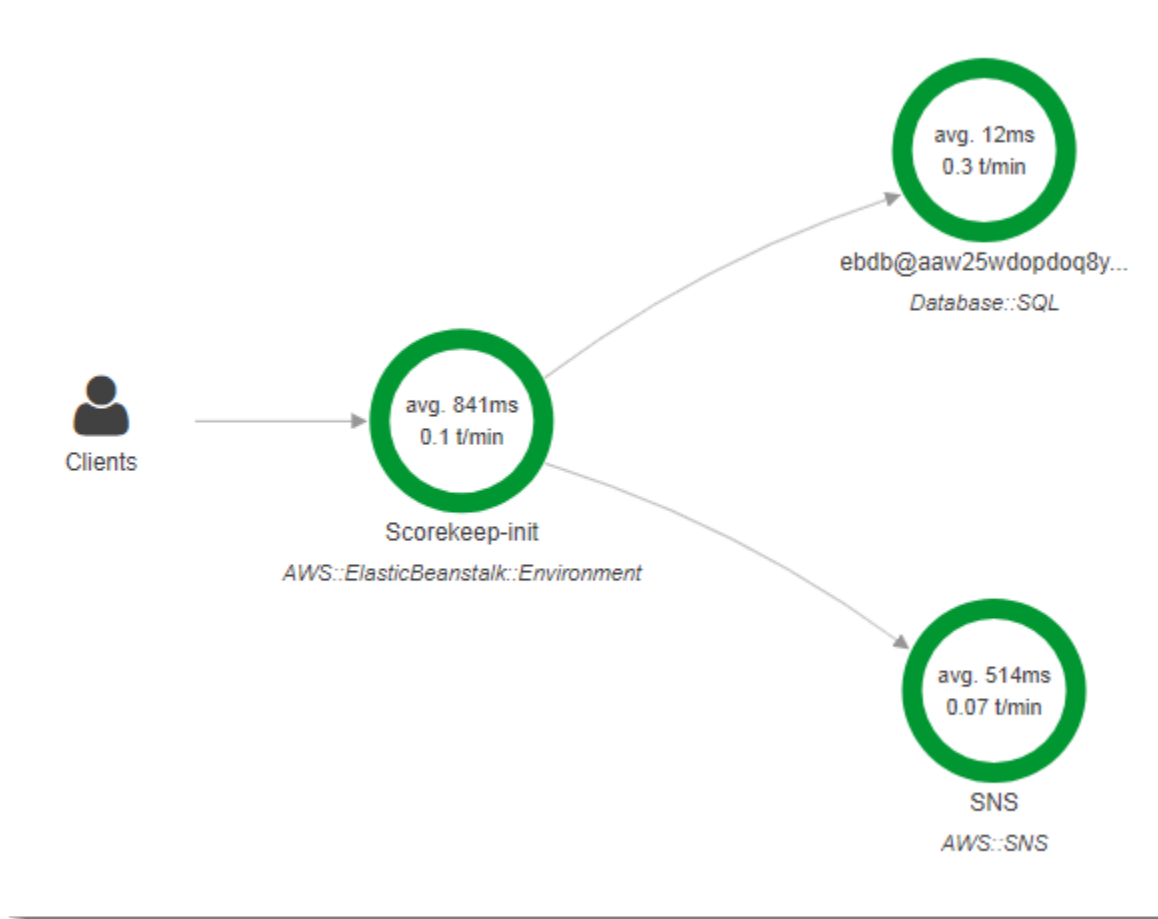 avg. 12ms
0.3 t/min
ebdb@aaw25wdopdoq8y...
Database::SQL
Clients
avg. 841ms
0.1 t/min
Scorekeep-init
AWS::ElasticBeanstalk::Environment
avg. 514ms
0.07 t/min
SNS
AWS::SNS